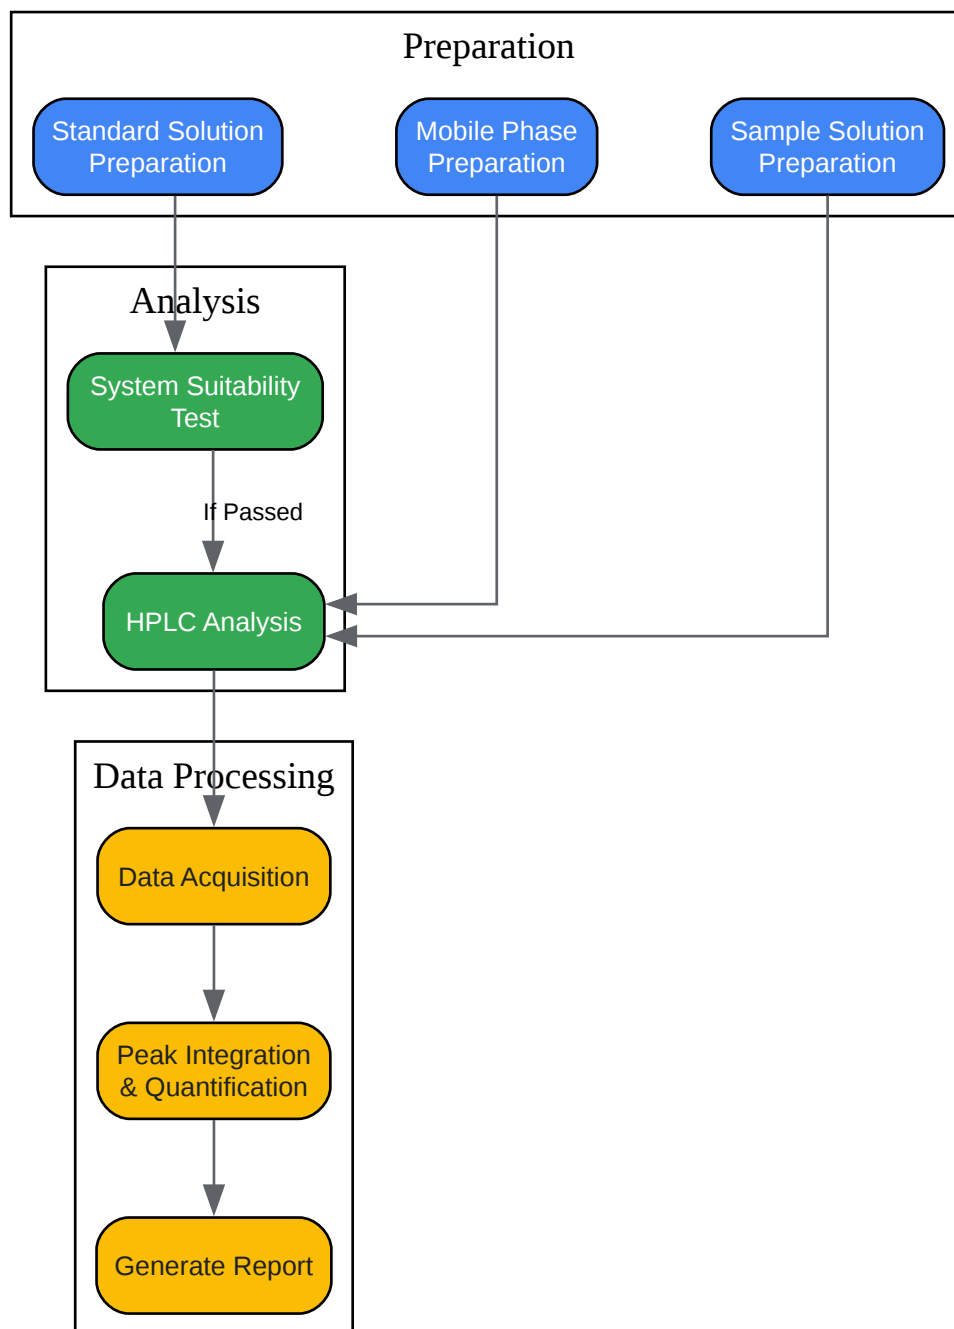 Preparation
Standard Solution
Preparation
Mobile Phase
Preparation
Sample Solution
Preparation
Analysis
System Suitability
Test
If Passed
HPLC Analysis
Data Processing
Data Acquisition
Peak Integration
& Quantification
Generate Report